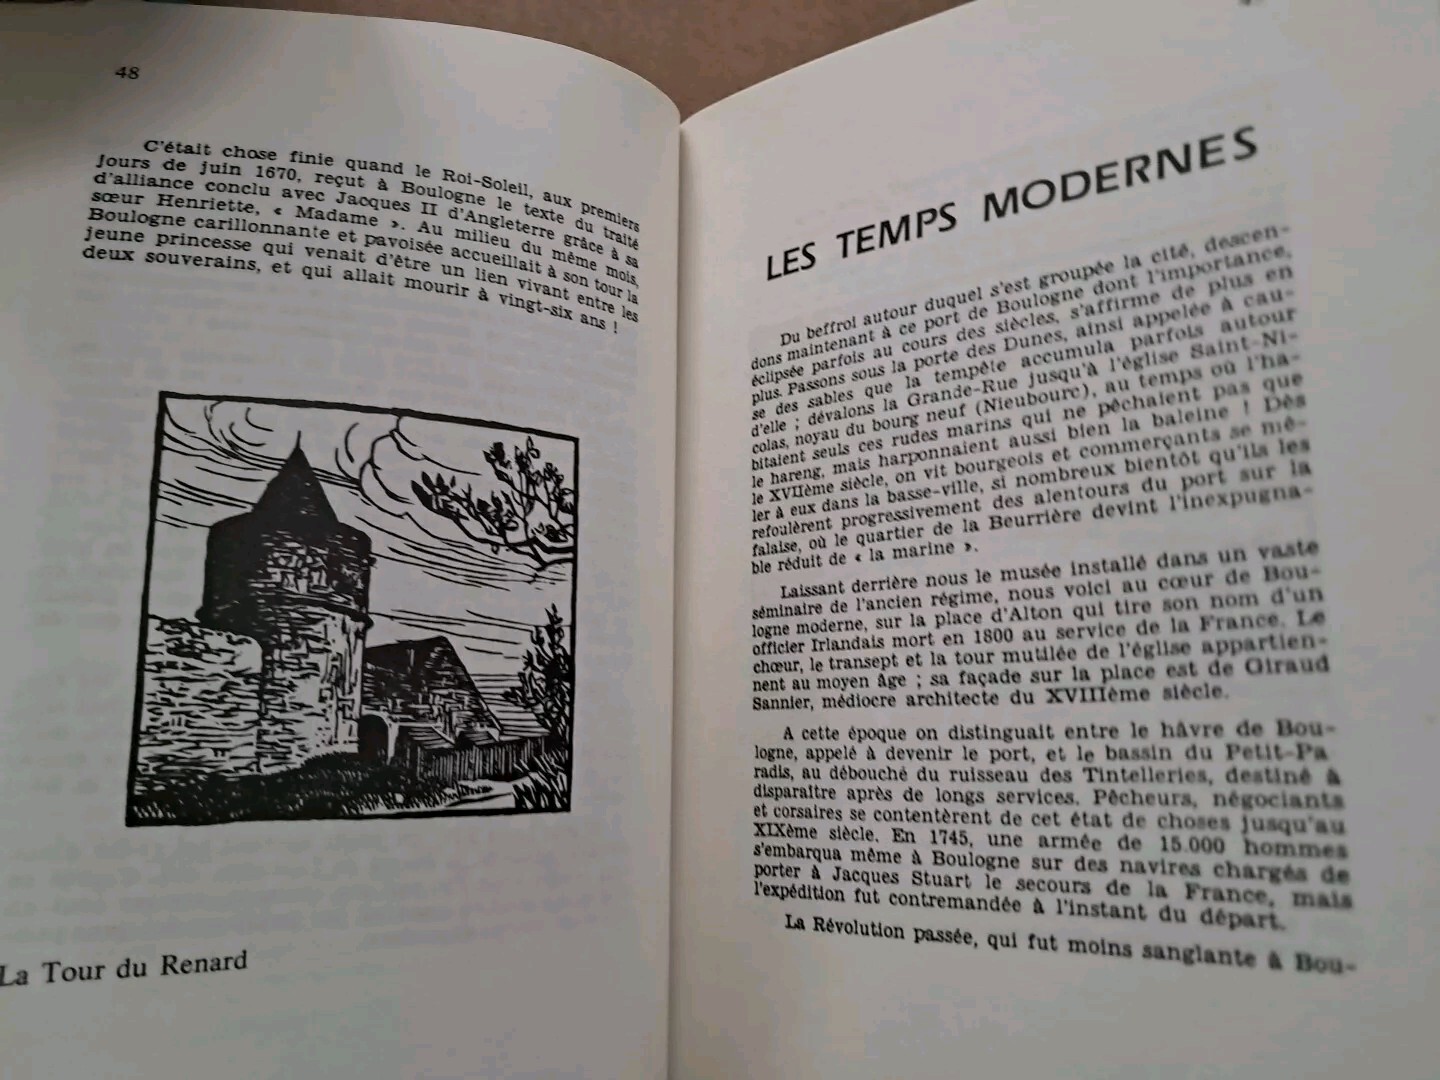 48
C'était chose finie quand le Roi-Soleil, aux premiers
jours de juin 1670, reçut à Boulogne le texte du traité
d'alliance conclu avec Jacques II d'Angleterre grâce à sa
sœur Henriette, « Madame ». Au milieu du même mois,
Boulogne carillonnante et pavoisée accueillait à son tour la
jeune princesse qui venait d'être un lien vivant entre les
deux souverains, et qui allait mourir à vingt-six ans !
La Tour du Renard
LES TEMPS MODERNES
Du beffroi autour duquel s'est groupée la cité, descen-
dons maintenant à ce port de Boulogne dont l'importance,
éclipsée parfois au cours des siècles, s'affirme de plus en
plus. Passons sous la porte des Dunes, ainsi appelée à cau-
se des sables que la tempête accumula parfois autour
d'elle ; dévalons la Grande-Rue jusqu'à l'église Saint-Ni-
colas, noyau du bourg neuf (Nieubourc), au temps où l'ha-
bitaient seuls ces rudes marins qui ne pêchaient pas que
le hareng, mais harponnaient aussi bien la baleine ! Dès
le XVIIème siècle, on vit bourgeois et commerçants se mê-
ler à eux dans la basse-ville, si nombreux bientôt qu'ils les
refoulèrent progressivement des alentours du port sur la
falaise, où le quartier de la Beurrière devint l'inexpugna-
ble réduit de « la marine ».
Laissant derrière nous le musée installé dans un vaste
séminaire de l'ancien régime, nous voici au cœur de Bou-
logne moderne, sur la place d'Alton qui tire son nom d'un
officier Irlandais mort en 1800 au service de la France. Le
chœur, le transept et la tour mutilée de l'église appartien-
nent au moyen âge ; sa façade sur la place est de Giraud
Sannier, médiocre architecte du XVIIIème siècle.
A cette époque on distinguait entre le hâvre de Bou-
logne, appelé à devenir le port, et le bassin du Petit-Pa
radis, au débouché du ruisseau des Tintelleries, destiné à
disparaître après de longs services. Pêcheurs, négociants
et corsaires se contentèrent de cet état de choses jusqu'au
XIXème siècle. En 1745, une armée de 15.000 hommes
s'embarqua même à Boulogne sur des navires chargés de
porter à Jacques Stuart le secours de la France, mais
l'expédition fut contremandée à l'instant du départ.
La Révolution passée, qui fut moins sanglante à Bou-